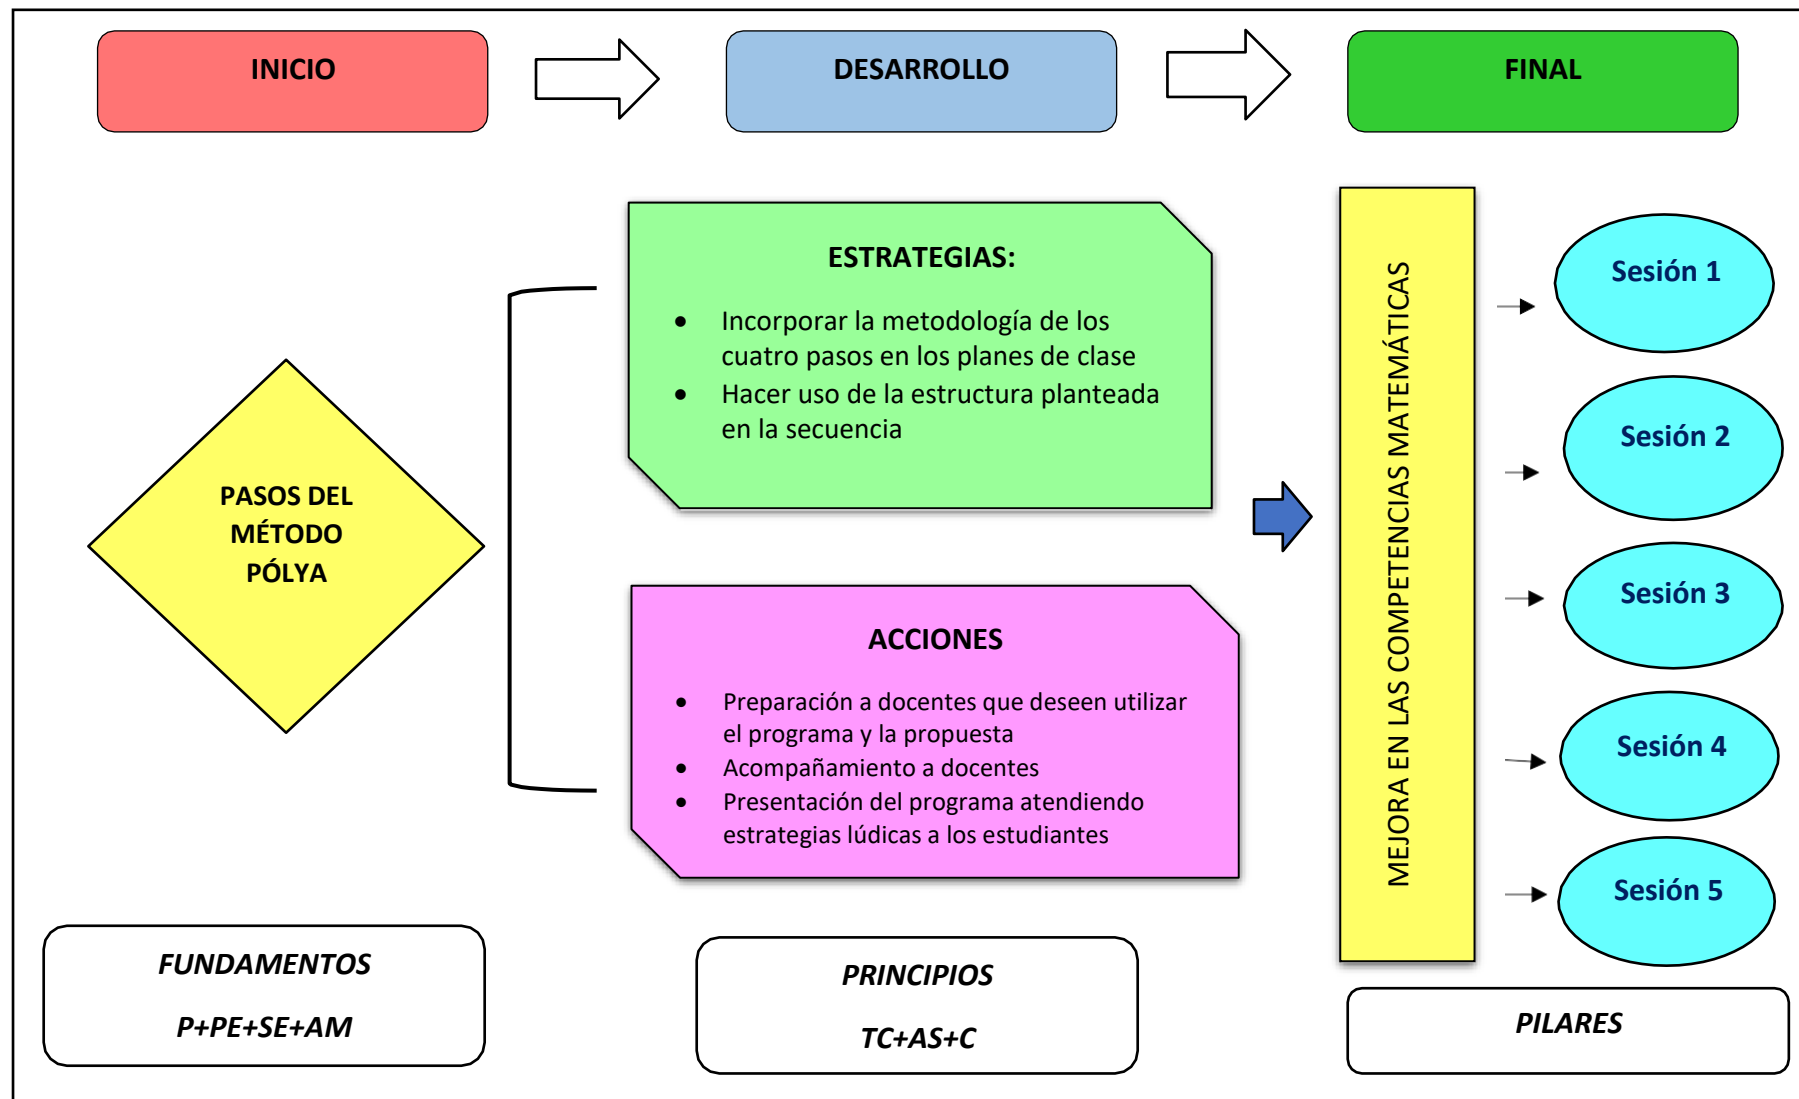 INICIO
DESARROLLO
FINAL
PASOS DEL
MÉTODO
PÓLYA
ESTRATEGIAS:
• Incorporar la metodología de los
cuatro pasos en los planes de clase
• Hacer uso de la estructura planteada
en la secuencia
ACCIONES
• Preparación a docentes que deseen utilizar
el programa y la propuesta
• Acompañamiento a docentes
• Presentación del programa atendiendo
estrategias lúdicas a los estudiantes
MEJORA EN LAS COMPETENCIAS MATEMÁTICAS
Sesión 1
Sesión 2
Sesión 3
Sesión 4
Sesión 5
FUNDAMENTOS
P+PE+SE+AM
PRINCIPIOS
TC+AS+C
PILARES